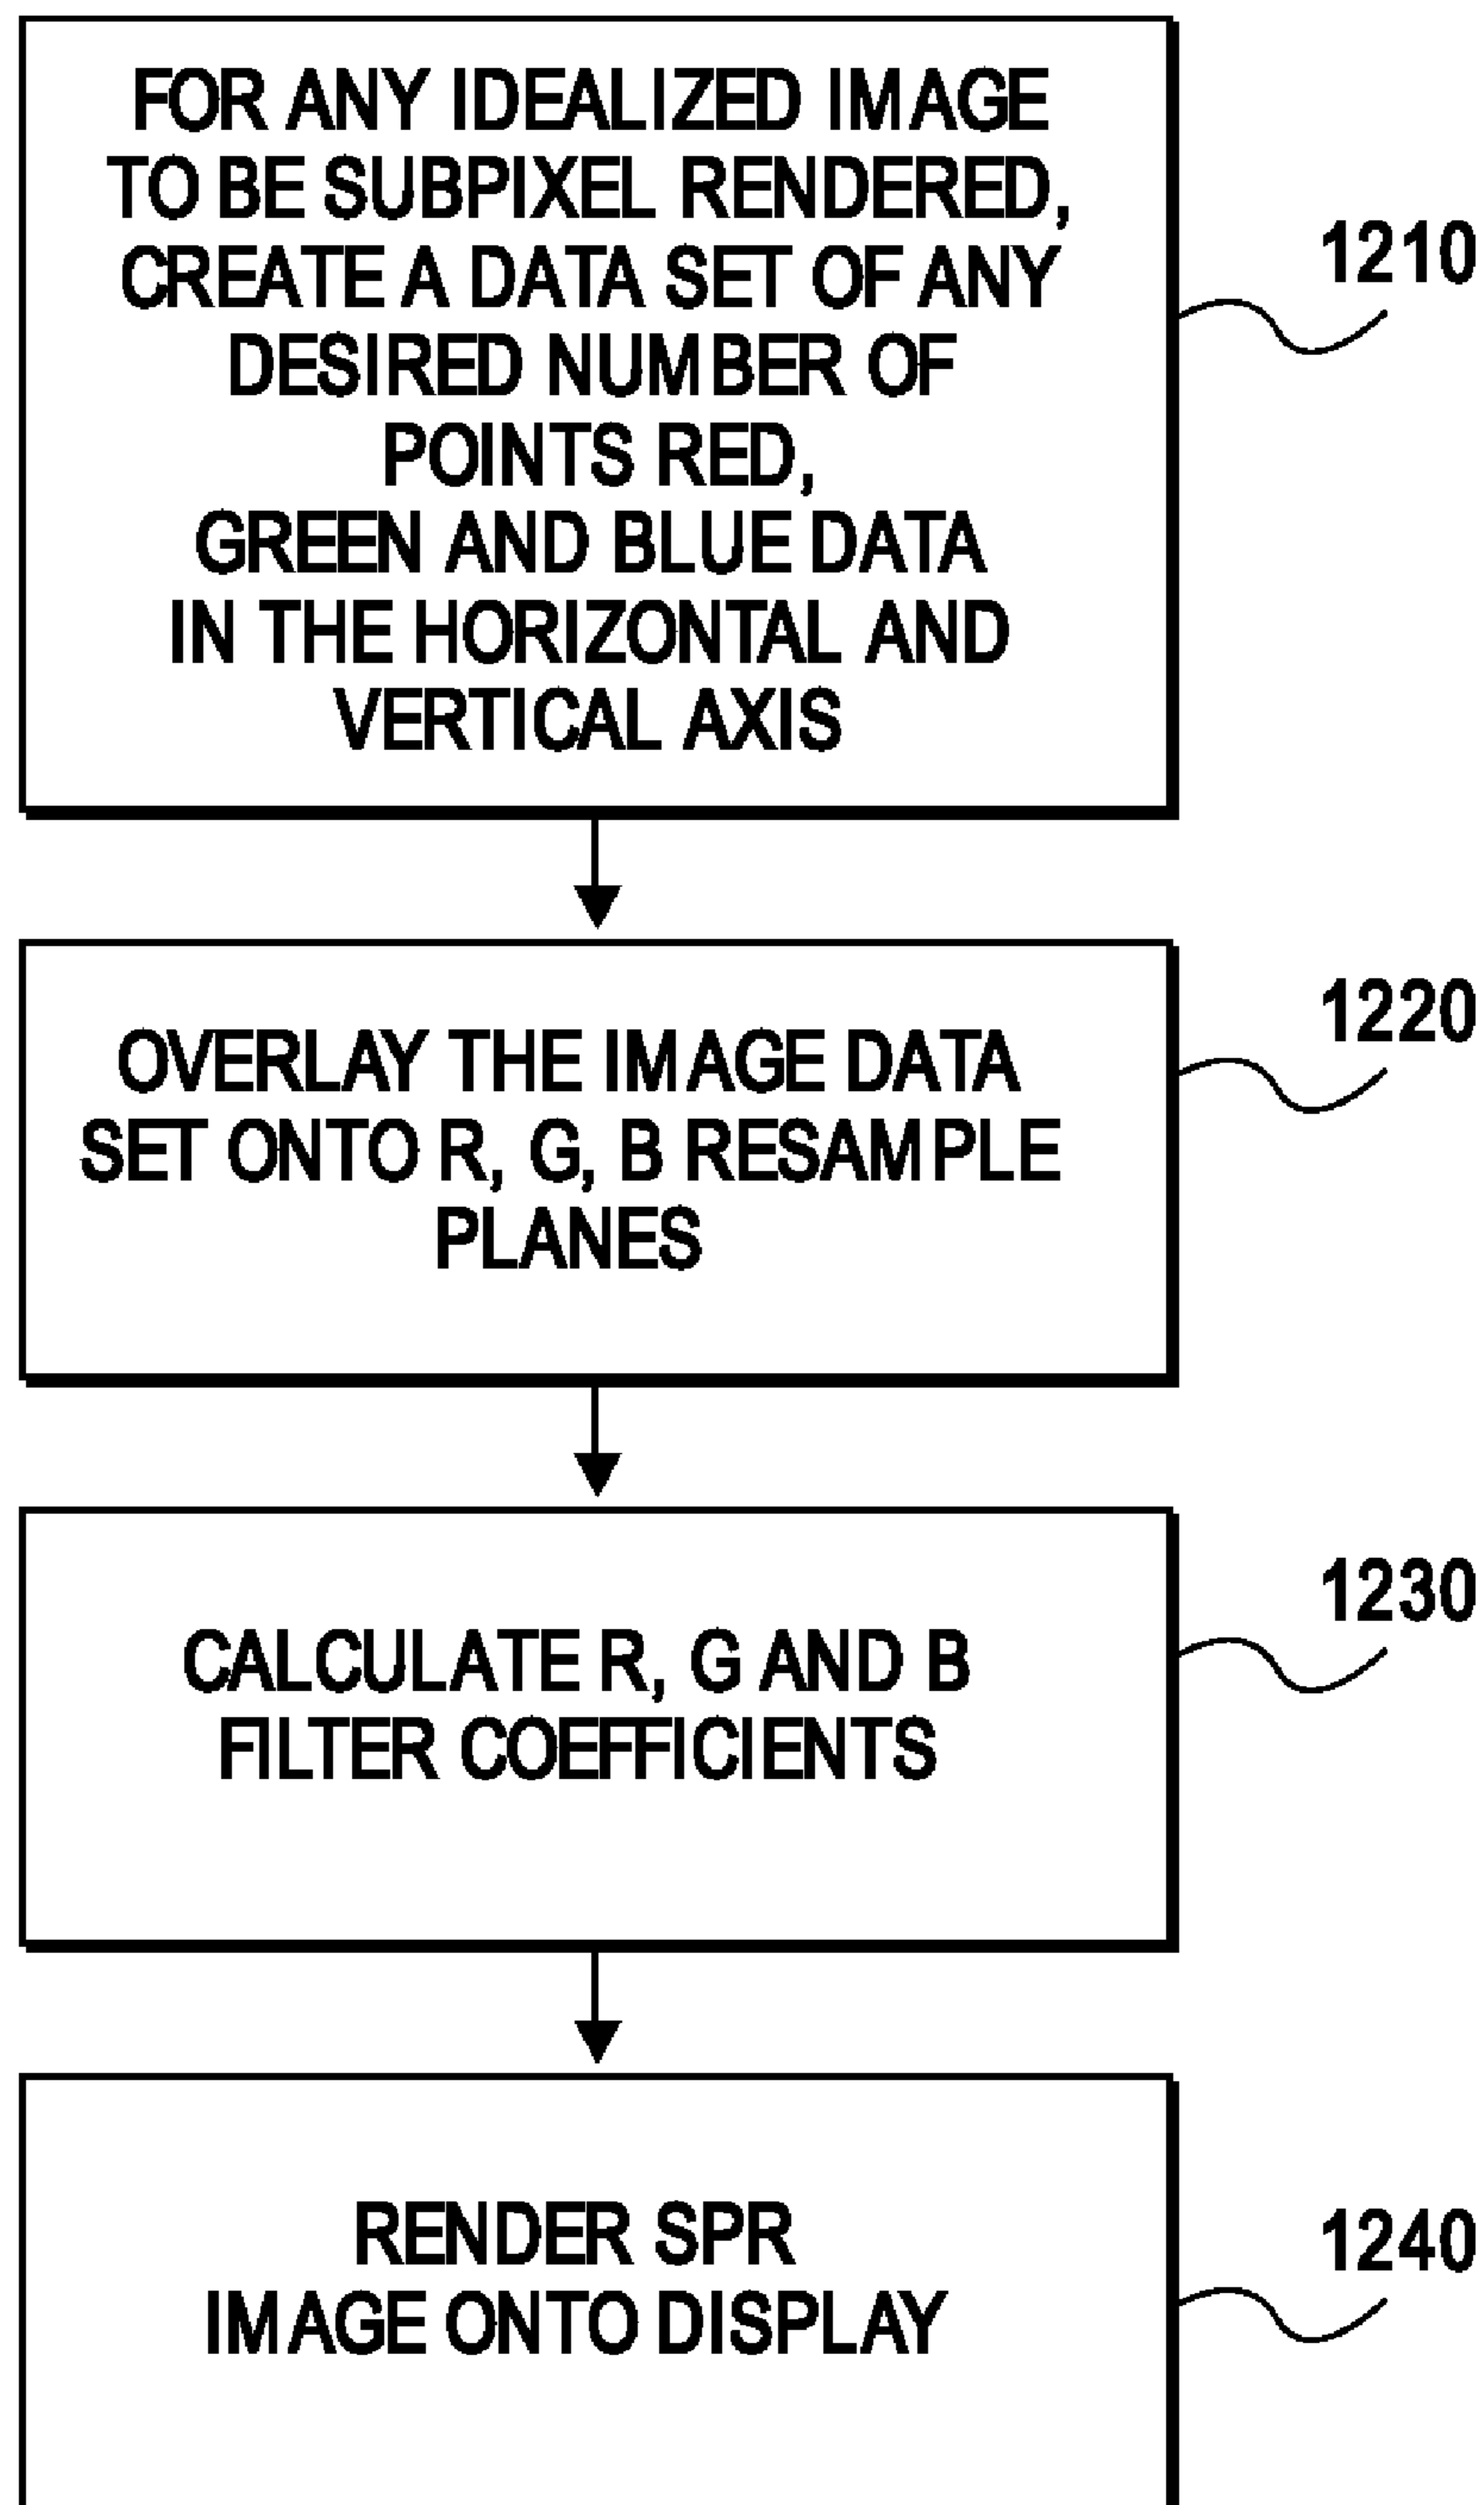 FOR ANY IDEALIZED IMAGE
TO BE SUBPIXEL RENDERED,
CREATE A DATA SET OF ANY
DESIRED NUMBER OF
POINTS RED,
GREEN AND BLUE DATA
IN THE HORIZONTAL AND
VERTICAL AXIS
1210
OVERLAY THE IMAGE DATA
SET ONTO R, G, B RESAMPLE
PLANES
1220
CALCULATE R, G AND B
FILTER COEFFICIENTS
1230
RENDER SPR
IMAGE ONTO DISPLAY
1240